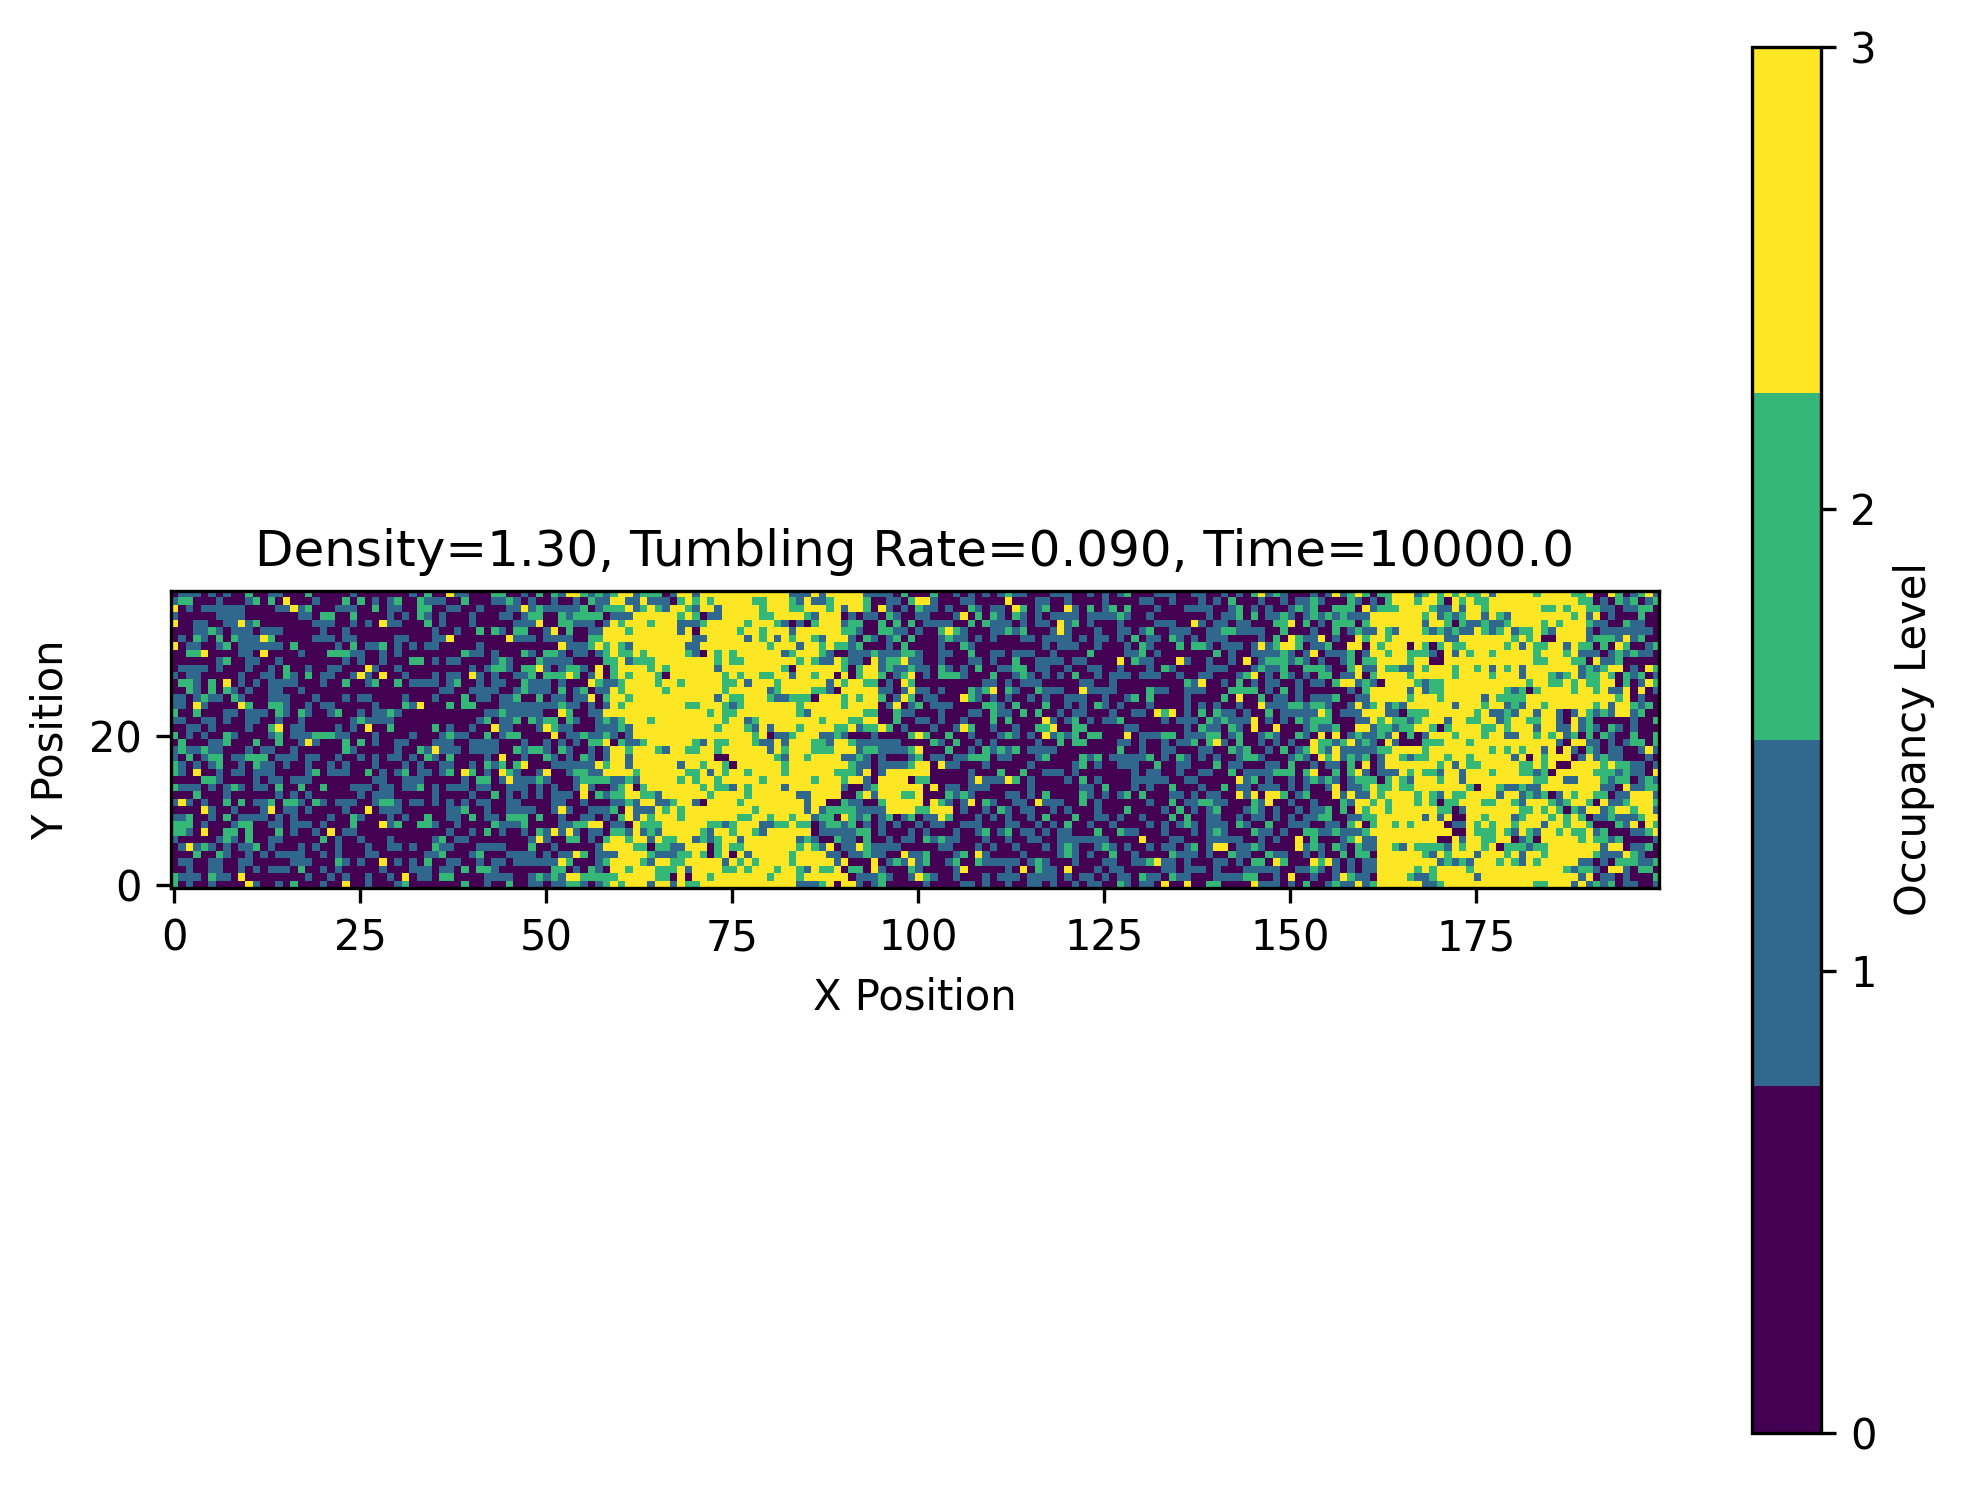 Density=1.30, Tumbling Rate=0.090, Time=10000.0
Y Position
20
0
0 25 50 75 100 125 150 175
X Position
3
2
1
0
Occupancy Level